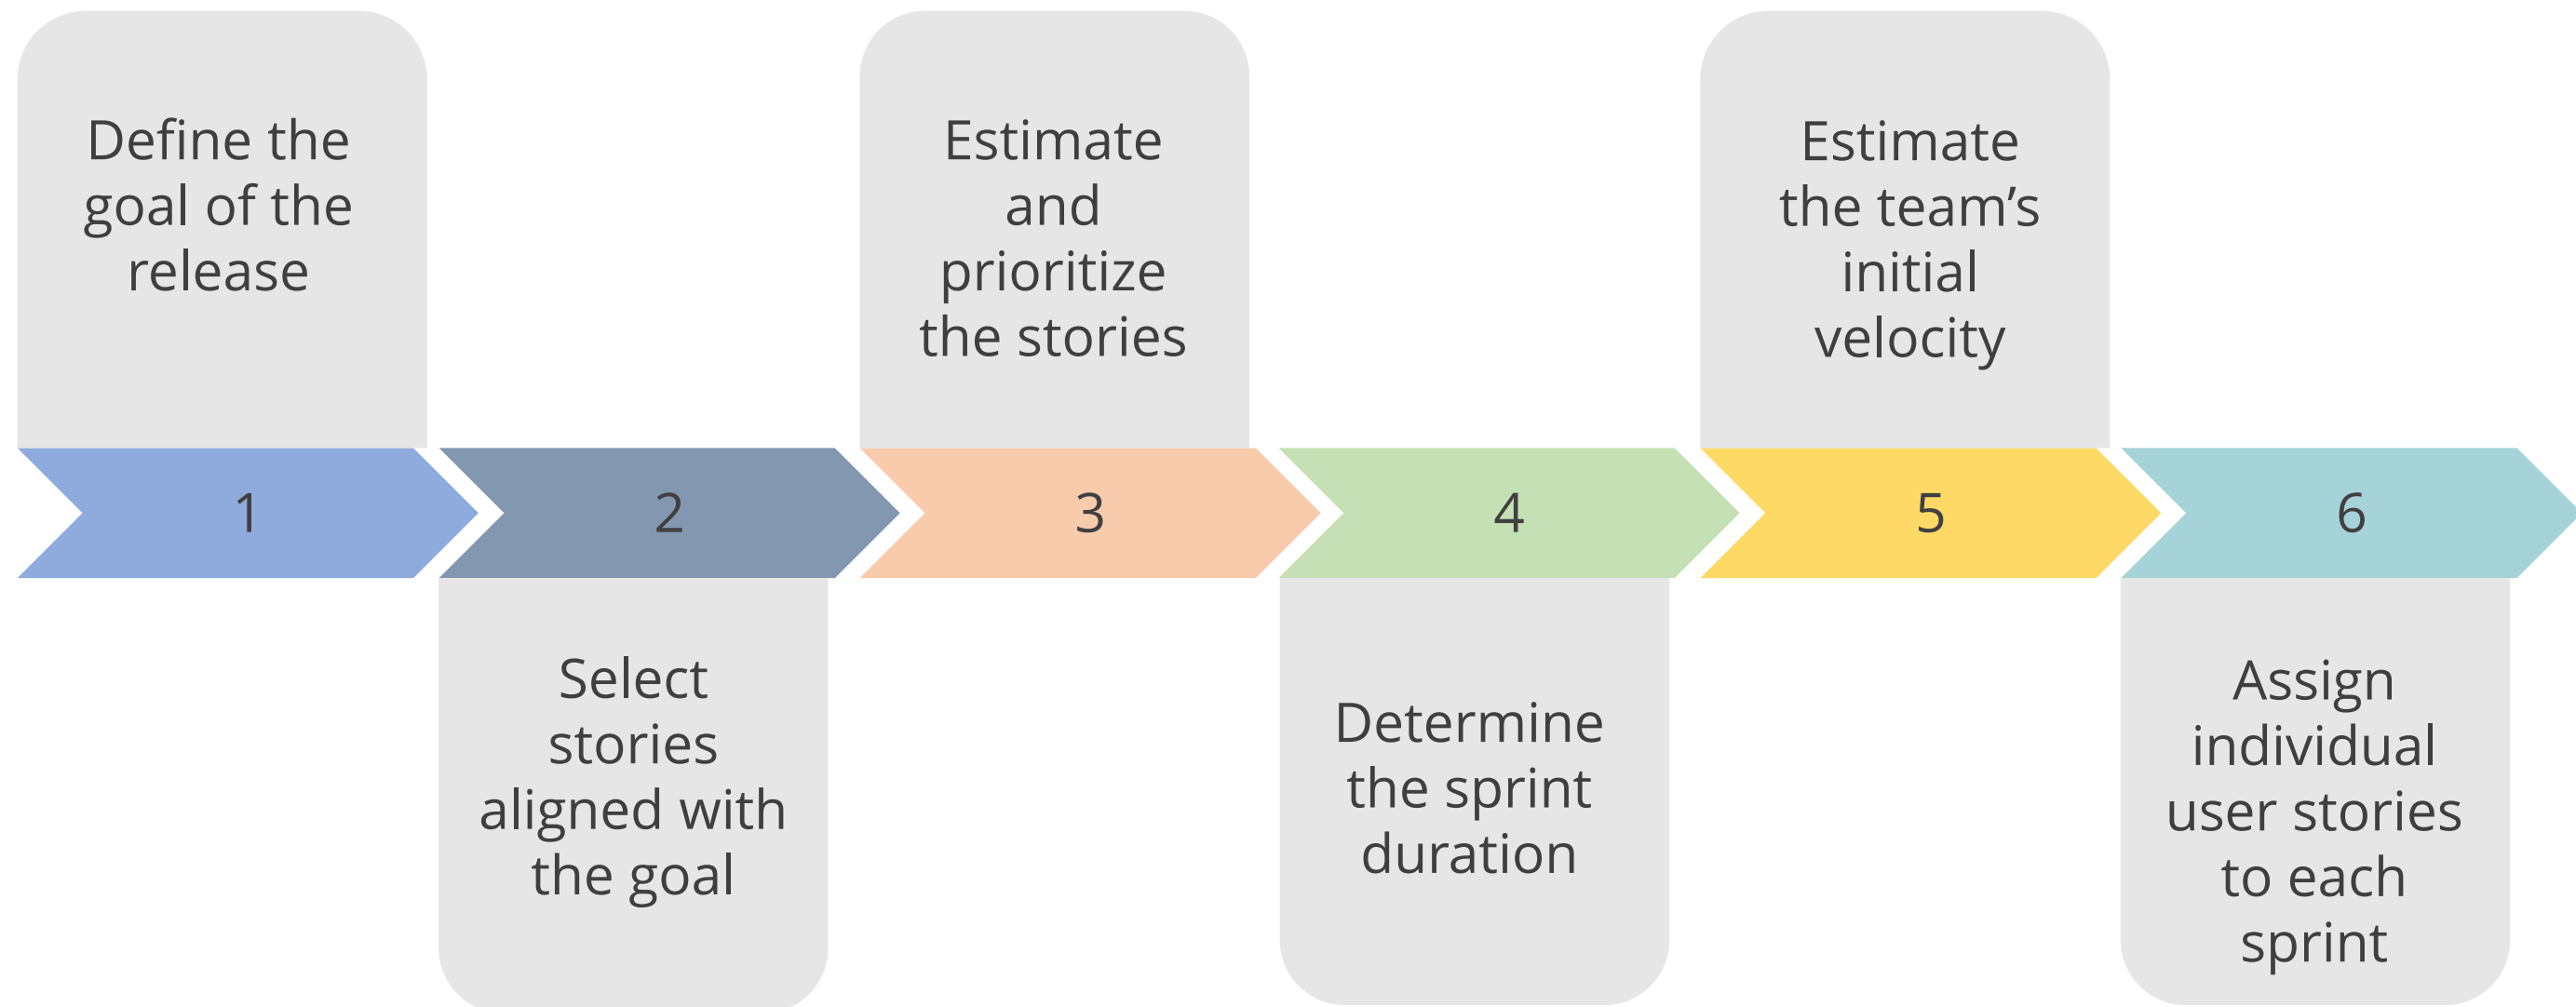 Define the
goal of the
release
1
Select
stories
aligned with
the goal
2
Estimate
and
prioritize
the stories
3
Determine
the sprint
duration
4
Estimate
the team’s
initial
velocity
5
Assign
individual
user stories
to each
sprint
6